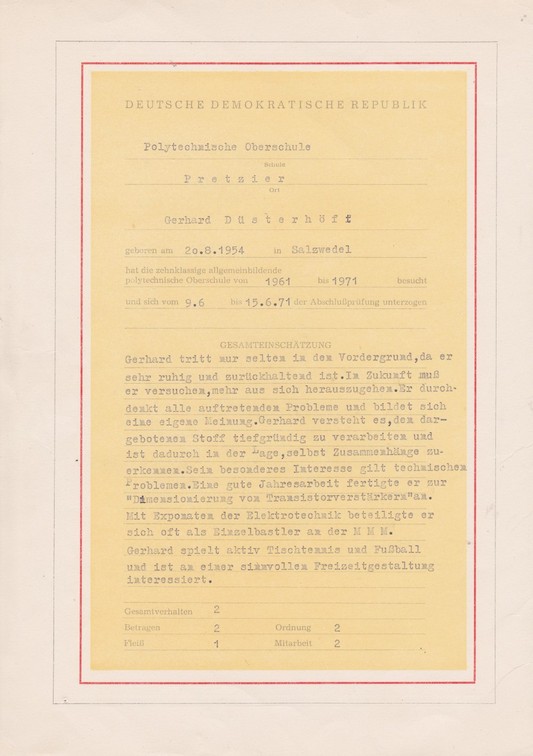 DEUTSCHE DEMOKRATISCHE REPUBLIK
Polytechnische Oberschule
Schule
Pretzier
Ort
Gerhard Düsterhöff
geboren am 20.8.1954 in Salzwedel
hat die zehnklassige allgemeinbildende
polytechnische Oberschule von 1961 bis 1971 besucht
und sich vom 9.6 bis 15.6.71 der Abschlußprüfung unterzogen
GESAMTEINSCHÄTZUNG
Gerhard tritt nur selten in den Vordergrund,da er
sehr ruhig und zurückhaltend ist.In Zukunft muß
er versuchen,mehr aus sich herauszugehen.Er durch-
denkt alle auftretenden Probleme und bildet sich
eine eigene Meinung.Gerhard versteht es,den dar-
gebotenen Stoff tiefgründig zu verarbeiten und
ist dadurch in der Lage,selbst Zusammenhänge zu-
erkennen.Sein besonderes Interesse gilt technischen
Problemen.Eine gute Jahresarbeit fertigte er zur
"Dimensionierung von Transistorverstärkern"an.
Mit Exponaten der Elektrotechnik beteiligte er
sich oft als Einzelbastler an der M M M.
Gerhard spielt aktiv Tischtennis und Fußball
und ist an einer sinnvollen Freizeitgestaltung
interessiert.
Gesamtverhalten 2
Betragen 2 Ordnung 2
Fleiß 1 Mitarbeit 2